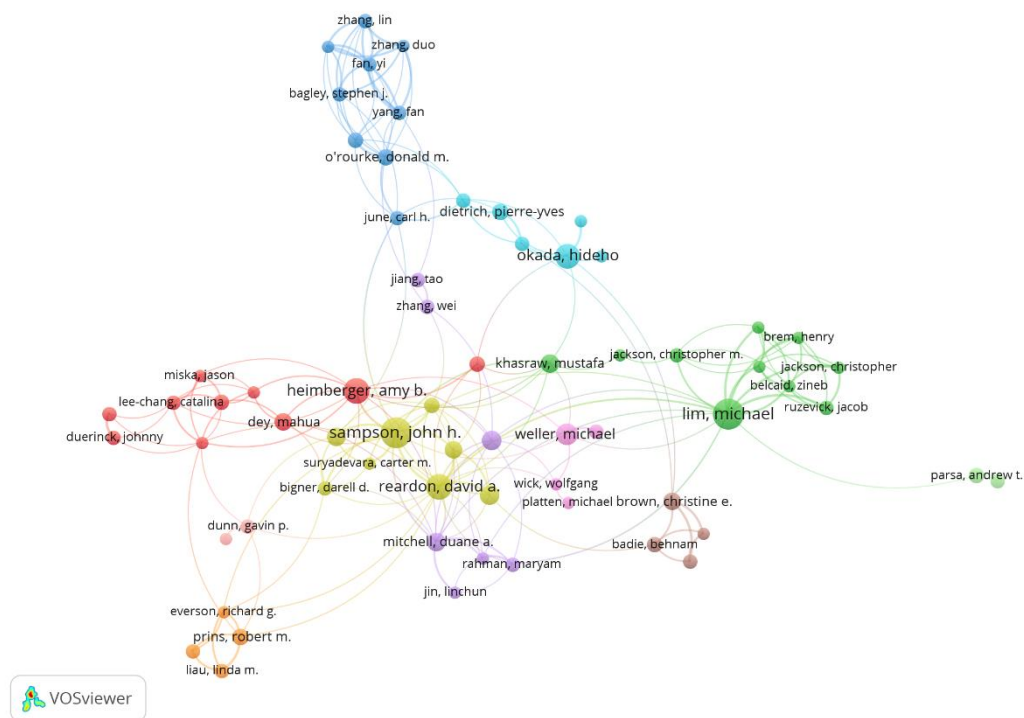 zhang, lin
zhang, duo
fan, yi
bagley, stephen j.
yang, fan
o'rourke, donald m.
june, carl h.
dietrich, pierre-yves
okada, hideho
jiang, tao
zhang, wei
khasraw, mustafa
jackson, christopher m.
brem, henry
jackson, christopher
belcaid, zineb
ruzevick, jacob
lim, michael
miska, jason
lee-chang, catalina
heimberger, amy b.
dey, mahua
duerinck, johnny
sampson, john h.
weller, michael
suryadevara, carter m.
bigner, darell d.
reardon, david a.
wick, wolfgang
platten, michael
brown, christine e.
parsa, andrew t.
dunn, gavin p.
mitchell, duane a.
badie, behnam
rahman, maryam
jin, linchun
everson, richard g.
prins, robert m.
liau, linda m.
VOSviewer